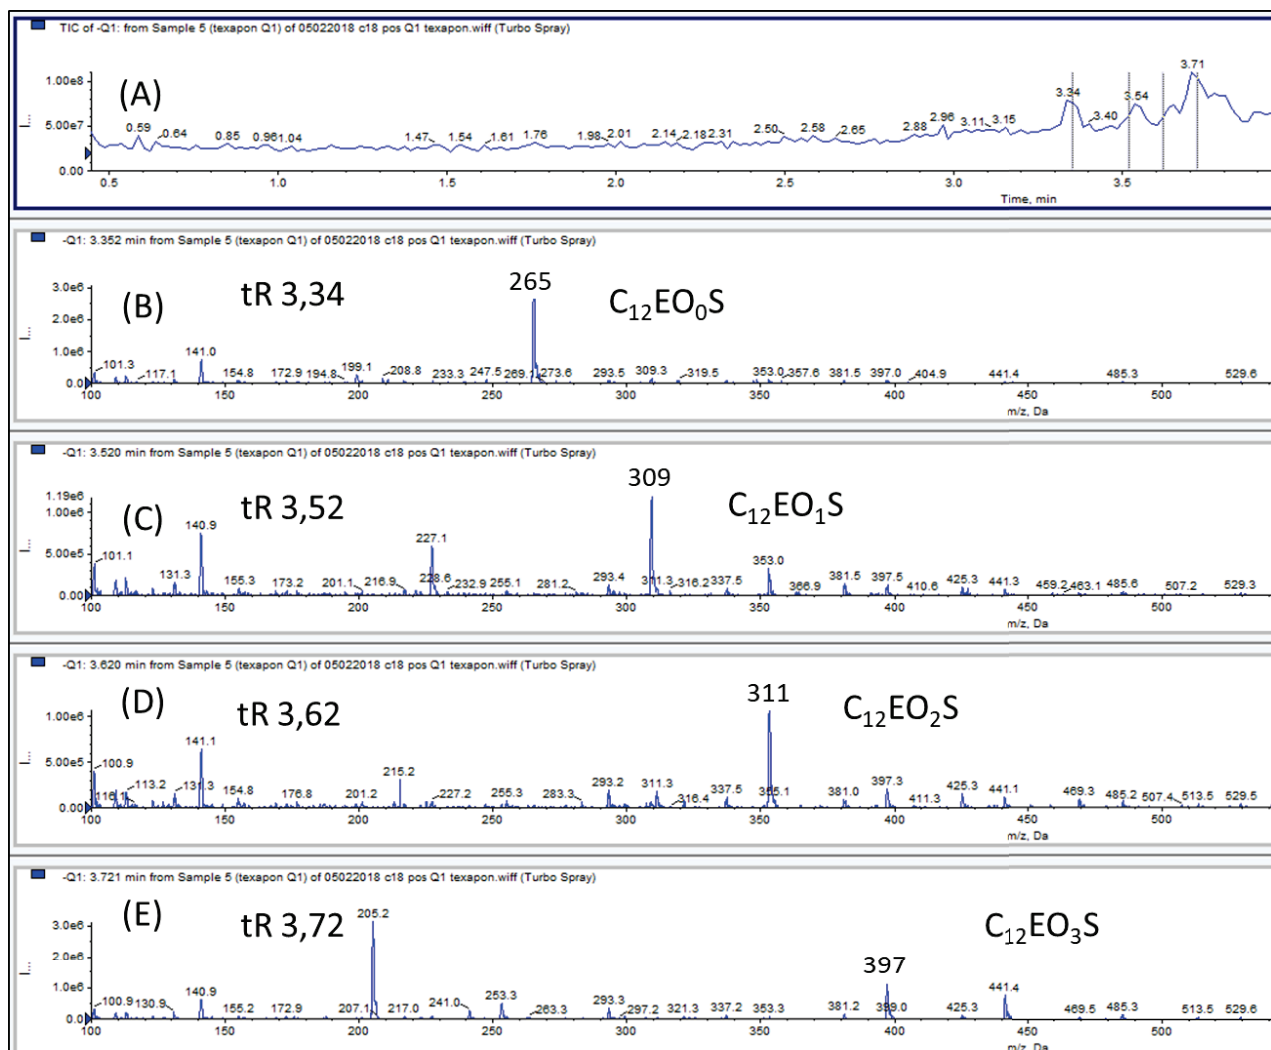 TIC of -Q1: from Sample 5 (texapon Q1) of 05022018 c18 pos Q1 texapon.wiff (Turbo Spray)
(A)
1.00e8
5.00e7
0.00
0.59 0.64 0.85 0.96 1.04 1.47 1.54 1.61 1.76 1.98 2.01 2.14 2.18 2.31 2.50 2.58 2.65 2.88 2.96 3.11 3.15 3.34 3.40 3.54 3.71
0.5 1.0 1.5 2.0 2.5 3.0 3.5
Time, min
-Q1: 3.352 min from Sample 5 (texapon Q1) of 05022018 c18 pos Q1 texapon.wiff (Turbo Spray)
(B) tR 3,34 265 C12EO0S
3.0e6
2.0e6
1.0e6
0.0
101.3 117.1 141.0 154.8 172.9 194.8 199.1 208.8 233.3 247.5 269. 273.6 293.5 309.3 319.5 353.0 357.6 381.5 397.0 404.9 441.4 485.3 529.6
100 150 200 250 300 350 400 450 500
m/z, Da
-Q1: 3.520 min from Sample 5 (texapon Q1) of 05022018 c18 pos Q1 texapon.wiff (Turbo Spray)
(C) tR 3,52 309 C12EO1S
1.19e6
1.00e6
5.00e5
0.00
101.1 131.3 140.9 155.3 173.2 201.1 216.9 227.1 228.6 232.9 255.1 281.2 293.4 311.3 316.2 337.5 353.0 366.9 381.5 397.5 410.6 425.3 441.3 459.2 463.1 485.6 507.2 529.3
100 150 200 250 300 350 400 450 500
m/z, Da
-Q1: 3.620 min from Sample 5 (texapon Q1) of 05022018 c18 pos Q1 texapon.wiff (Turbo Spray)
(D) tR 3,62 311 C12EO2S
1.00e6
5.00e5
0.00
100.9 113.2 131.3 141.1 154.8 176.8 201.2 215.2 227.2 255.3 283.3 293.2 311.3 316.4 337.5 355.1 381.0 397.3 411.3 425.3 441.1 469.3 485.2 507.4 513.5 529.5
100 150 200 250 300 350 400 450 500
m/z, Da
-Q1: 3.721 min from Sample 5 (texapon Q1) of 05022018 c18 pos Q1 texapon.wiff (Turbo Spray)
(E) tR 3,72 397 C12EO3S
3.0e6
2.0e6
1.0e6
0.0
100.9 130.9 140.9 155.2 172.9 205.2 207.1 217.0 241.0 253.3 263.3 293.3 297.2 321.3 337.2 353.3 381.2 399.0 425.3 441.4 469.5 485.3 513.5 529.6
100 150 200 250 300 350 400 450 500
m/z, Da